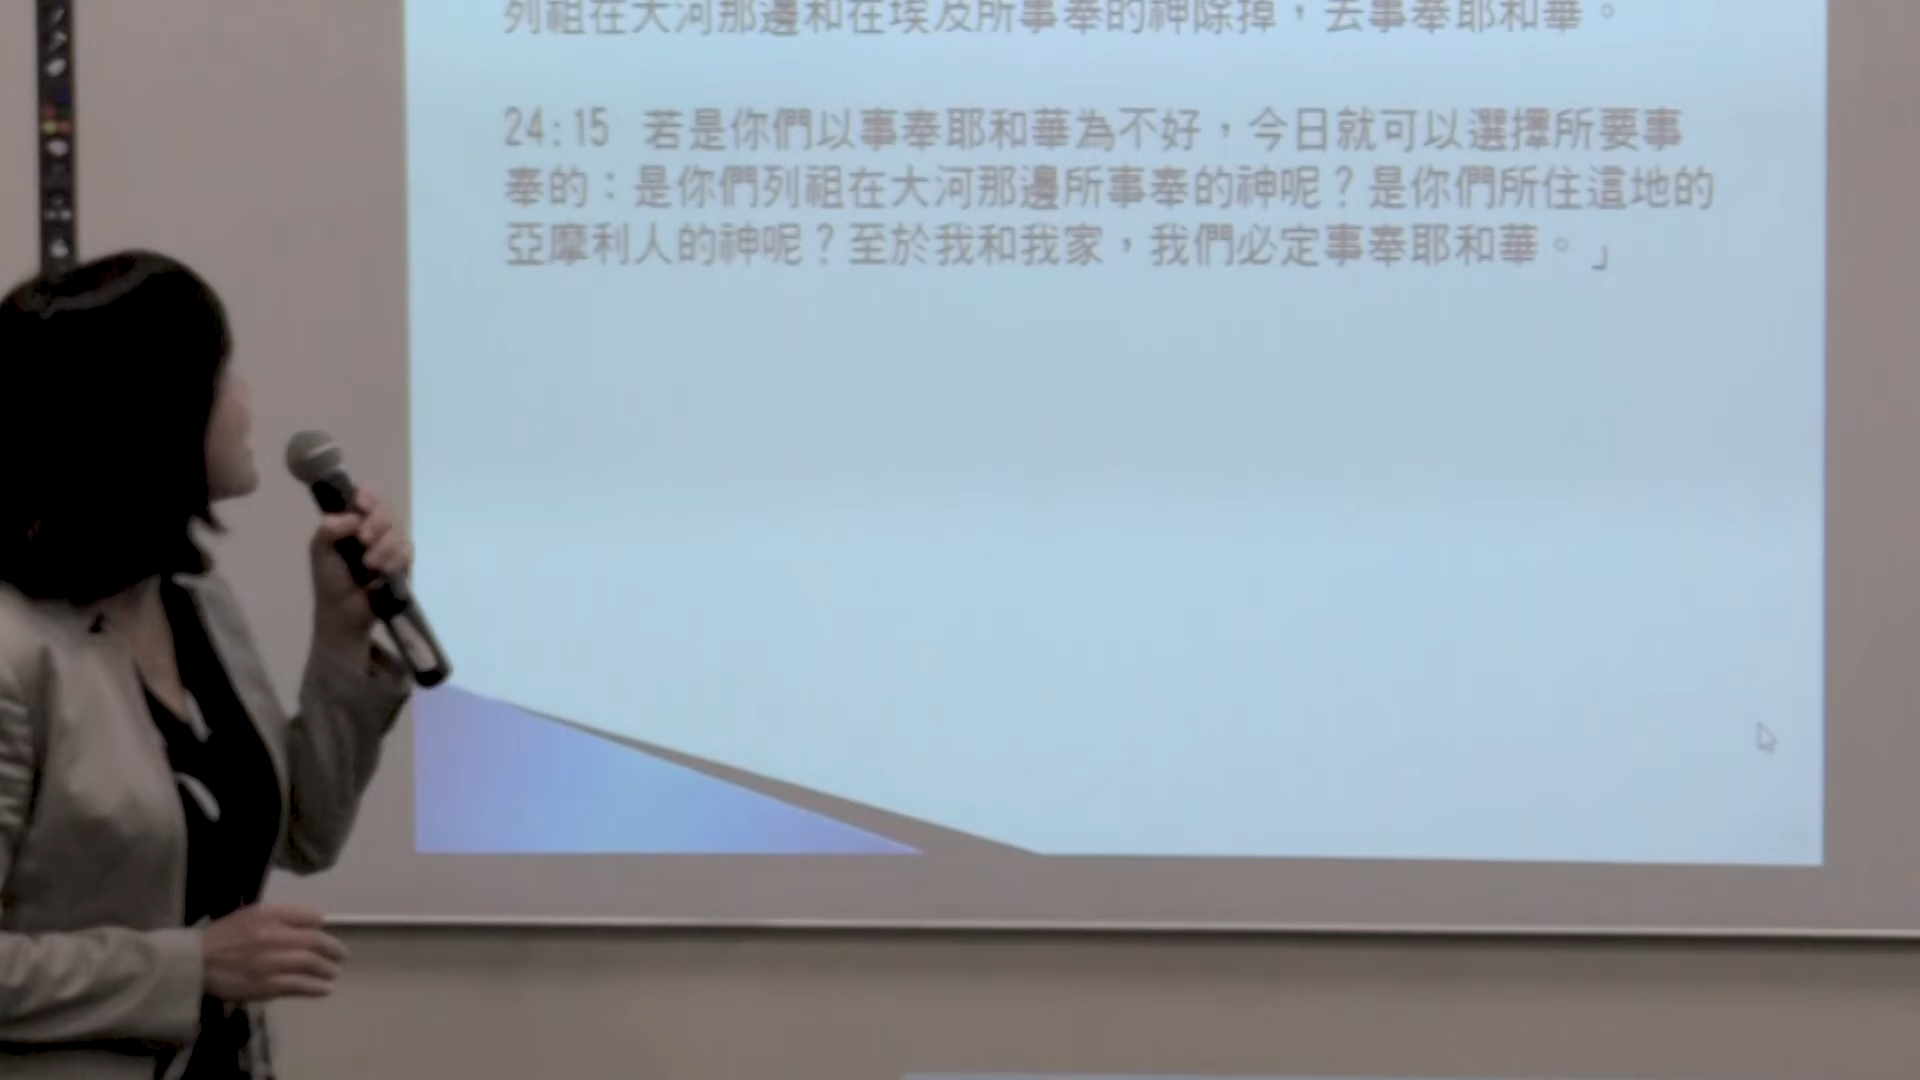 列祖在大河那邊和在埃及所事奉的神除掉，去事奉耶和華。
24:15 若是你們以事奉耶和華為不好，今日就可以選擇所要事
奉的：是你們列祖在大河那邊所事奉的神呢？是你們所住這地的
亞摩利人的神呢？至於我和我家，我們必定事奉耶和華。」